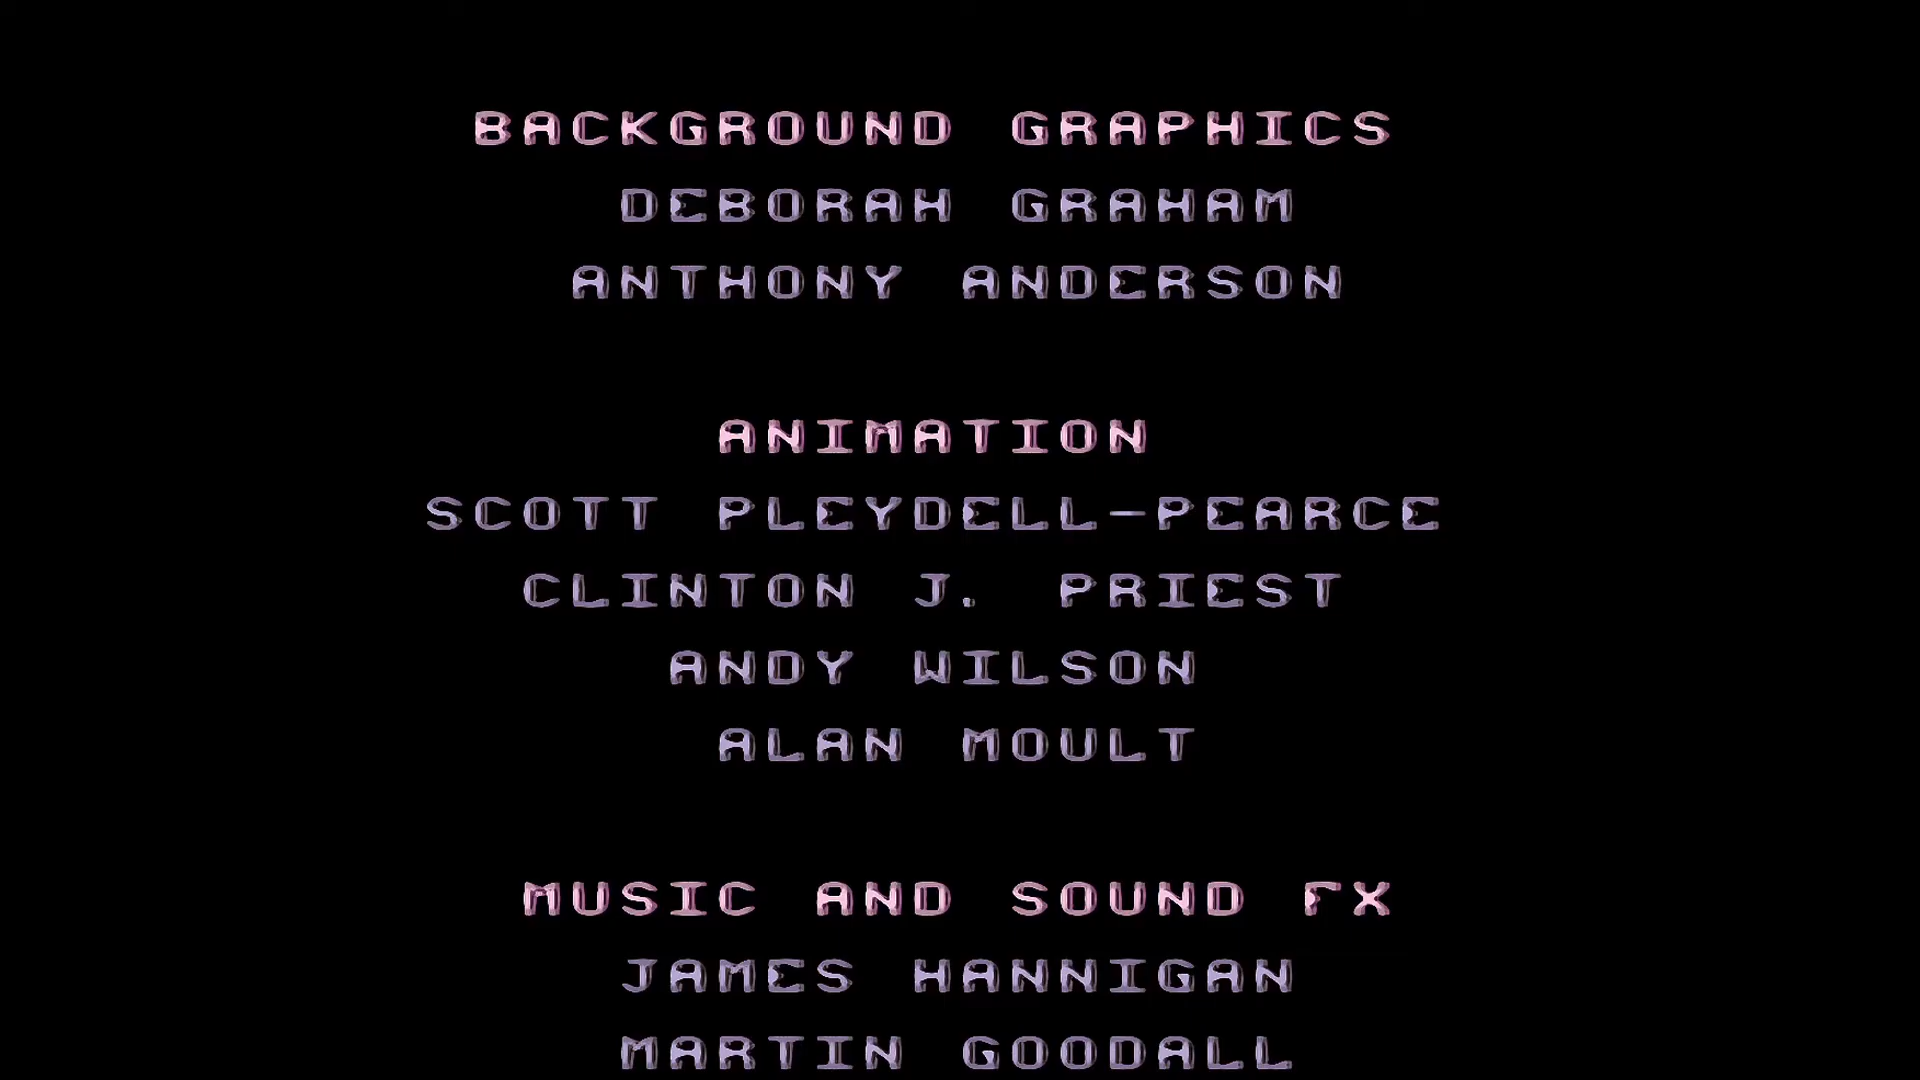 BACKGROUND GRAPHICS
DEBORAH GRAHAM
ANTHONY ANDERSON
ANIMATION
SCOTT PLEYDELL-PEARCE
CLINTON J. PRIEST
ANDY WILSON
ALAN MOULT
MUSIC AND SOUND FX
JAMES HANNIGAN
MARTIN GOODALL